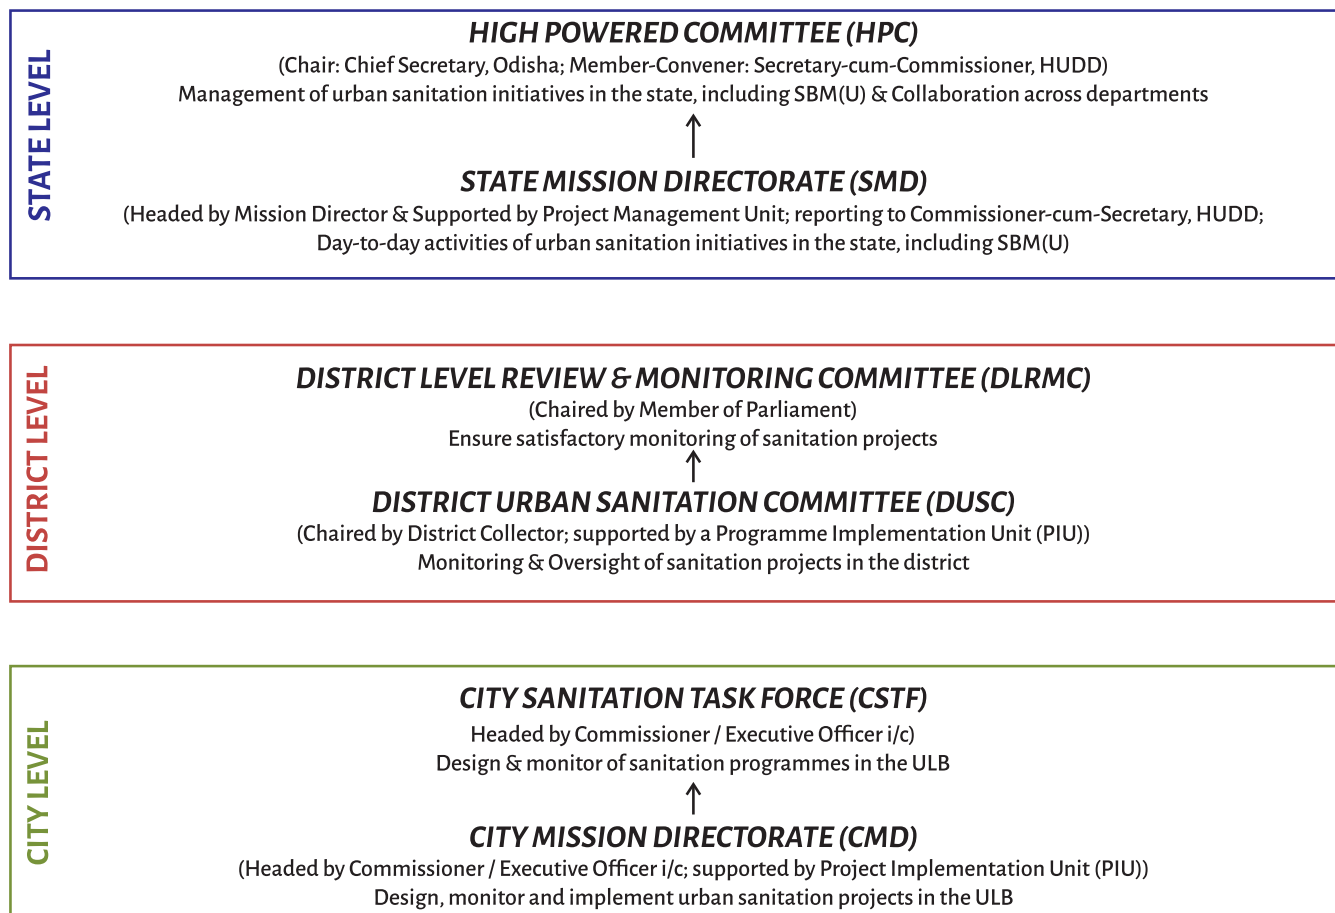 STATE LEVEL
HIGH POWERED COMMITTEE (HPC)
(Chair: Chief Secretary, Odisha; Member-Convener: Secretary-cum-Commissioner, HUDD)
Management of urban sanitation initiatives in the state, including SBM(U) & Collaboration across departments
STATE MISSION DIRECTORATE (SMD)
(Headed by Mission Director & Supported by Project Management Unit; reporting to Commissioner-cum-Secretary, HUDD;
Day-to-day activities of urban sanitation initiatives in the state, including SBM(U)
DISTRICT LEVEL
DISTRICT LEVEL REVIEW & MONITORING COMMITTEE (DLRMC)
(Chaired by Member of Parliament)
Ensure satisfactory monitoring of sanitation projects
DISTRICT URBAN SANITATION COMMITTEE (DUSC)
(Chaired by District Collector; supported by a Programme Implementation Unit (PIU))
Monitoring & Oversight of sanitation projects in the district
CITY LEVEL
CITY SANITATION TASK FORCE (CSTF)
Headed by Commissioner / Executive Officer i/c)
Design & monitor of sanitation programmes in the ULB
CITY MISSION DIRECTORATE (CMD)
(Headed by Commissioner / Executive Officer i/c; supported by Project Implementation Unit (PIU))
Design, monitor and implement urban sanitation projects in the ULB